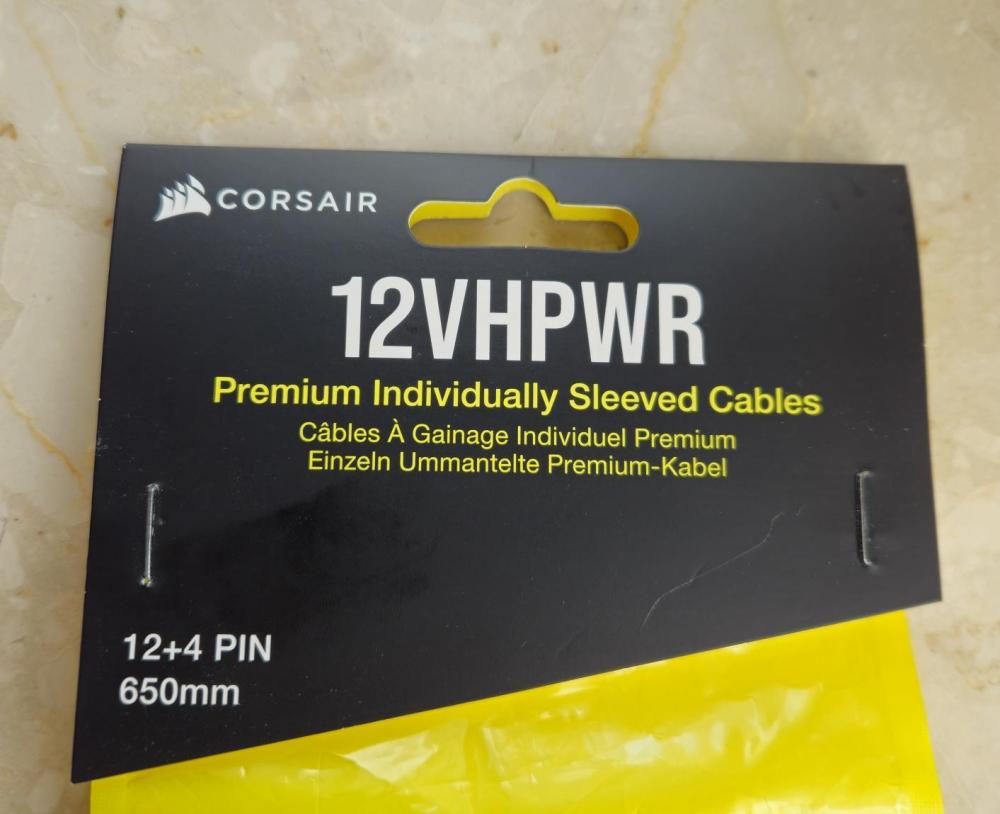 CORSAIR
12VHPWR
Premium Individually Sleeved Cables
Câbles À Gainage Individuel Premium
Einzeln Ummantelte Premium-Kabel
12+4 PIN
650mm